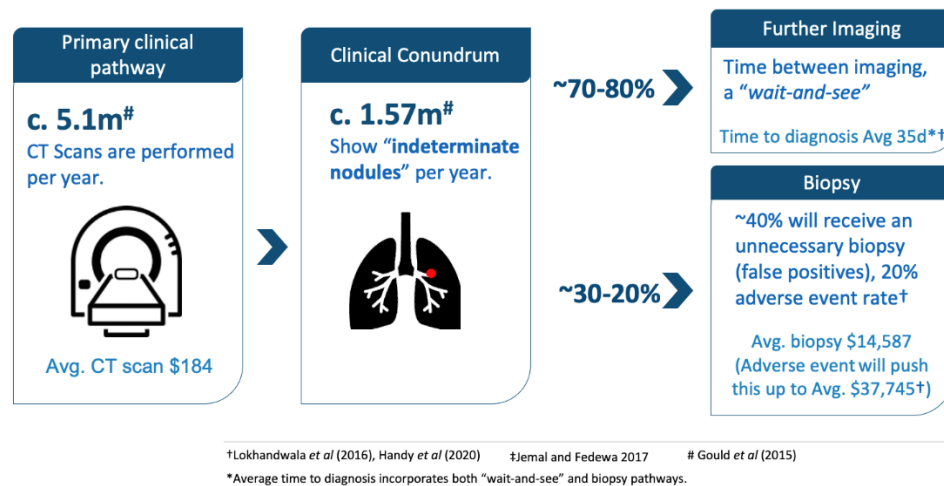 Primary clinical
pathway
c. 5.1m#
CT Scans are performed
per year.
Avg. CT scan $184
Clinical Conundrum
c. 1.57m#
Show “indeterminate
nodules” per year.
~70-80%
~30-20%
Further Imaging
Time between imaging,
a “wait-and-see”
Time to diagnosis Avg 35d*†
Biopsy
~40% will receive an
unnecessary biopsy
(false positives), 20%
adverse event rate†
Avg. biopsy $14,587
(Adverse event will push
this up to Avg. $37,745†)
†Lokhandwala et al (2016), Handy et al (2020) ‡Jemal and Fedewa 2017 # Gould et al (2015)
*Average time to diagnosis incorporates both “wait-and-see” and biopsy pathways.